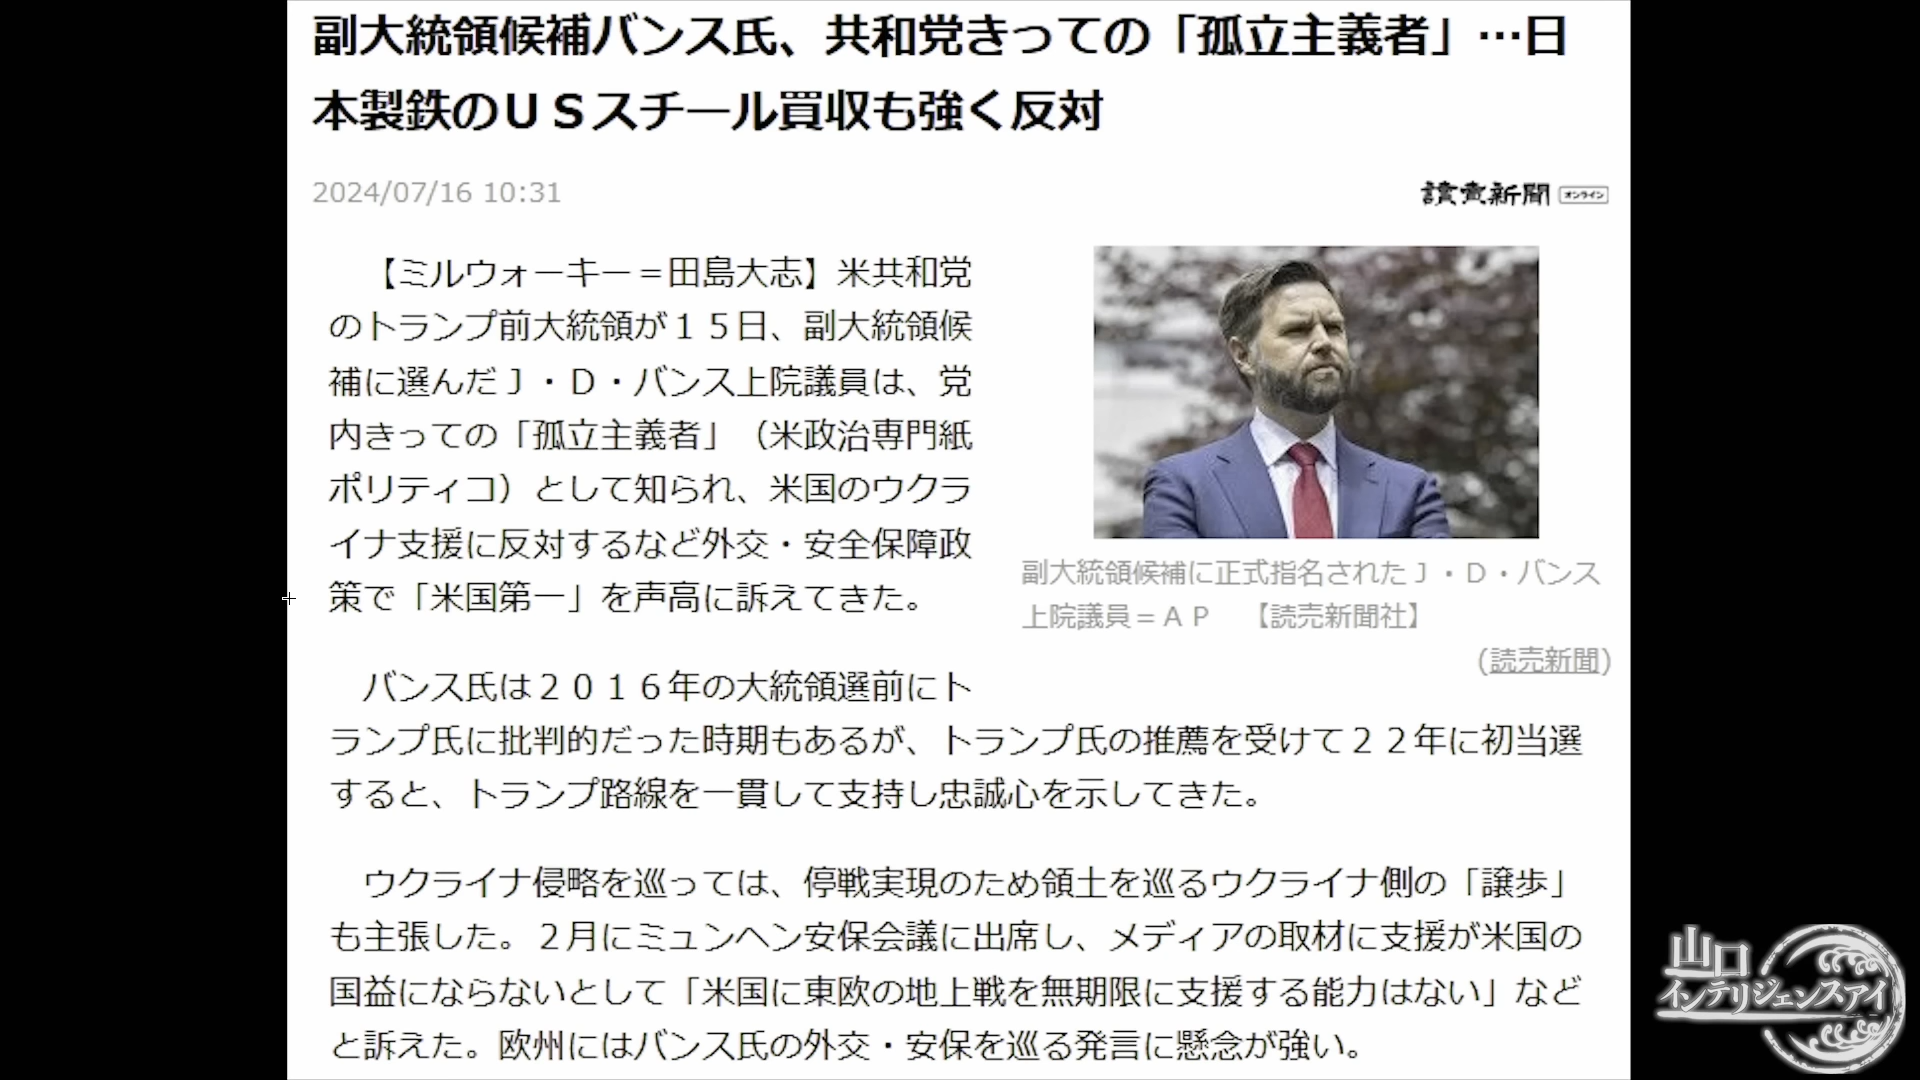 副大統領候補バンス氏、共和党きっての「孤立主義者」…日
本製鉄のＵＳスチール買収も強く反対
2024/07/16 10:31
読売新聞 オンライン
【ミルウォーキー＝田島大志】米共和党
のトランプ前大統領が１５日、副大統領候
補に選んだＪ・Ｄ・バンス上院議員は、党
内きっての「孤立主義者」（米政治専門紙
ポリティコ）として知られ、米国のウクラ
イナ支援に反対するなど外交・安全保障政
策で「米国第一」を声高に訴えてきた。
副大統領候補に正式指名されたＪ・Ｄ・バンス
上院議員＝ＡＰ　【読売新聞社】
(読売新聞)
バンス氏は２０１６年の大統領選前にト
ランプ氏に批判的だった時期もあるが、トランプ氏の推薦を受けて２２年に初当選
すると、トランプ路線を一貫して支持し忠誠心を示してきた。
ウクライナ侵略を巡っては、停戦実現のため領土を巡るウクライナ側の「譲歩」
も主張した。２月にミュンヘン安保会議に出席し、メディアの取材に支援が米国の
国益にならないとして「米国に東欧の地上戦を無期限に支援する能力はない」など
と訴えた。欧州にはバンス氏の外交・安保を巡る発言に懸念が強い。
山口
インテリジェンスアイ